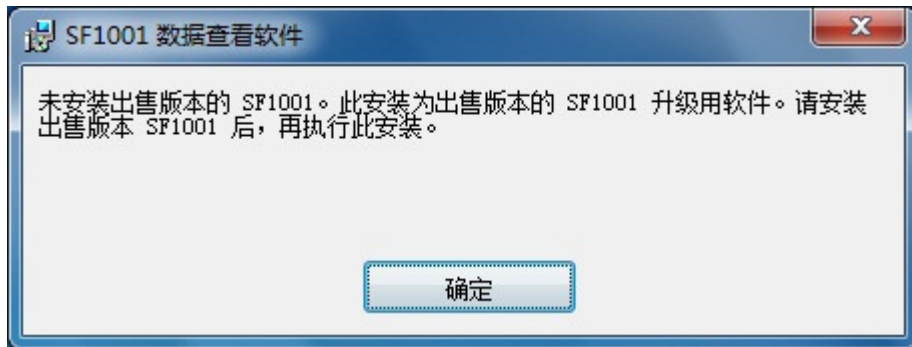 SF1001 数据查看软件
未安装出售版本的 SF1001。此安装为出售版本的 SF1001 升级用软件。请安装
出售版本 SF1001 后，再执行此安装。
确定